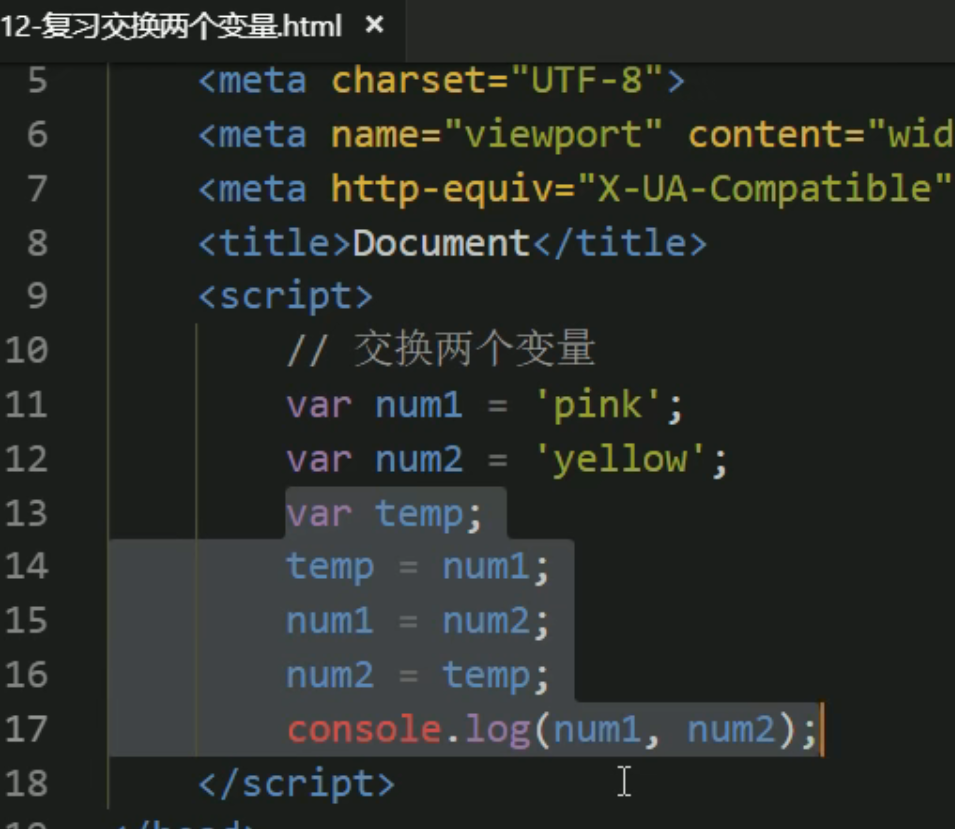 12-复习交换两个变量.html ×
5 <meta charset="UTF-8">
6 <meta name="viewport" content="wid
7 <meta http-equiv="X-UA-Compatible"
8 <title>Document</title>
9 <script>
10 // 交换两个变量
11 var num1 = 'pink';
12 var num2 = 'yellow';
13 var temp;
14 temp = num1;
15 num1 = num2;
16 num2 = temp;
17 console.log(num1, num2);
18 </script>